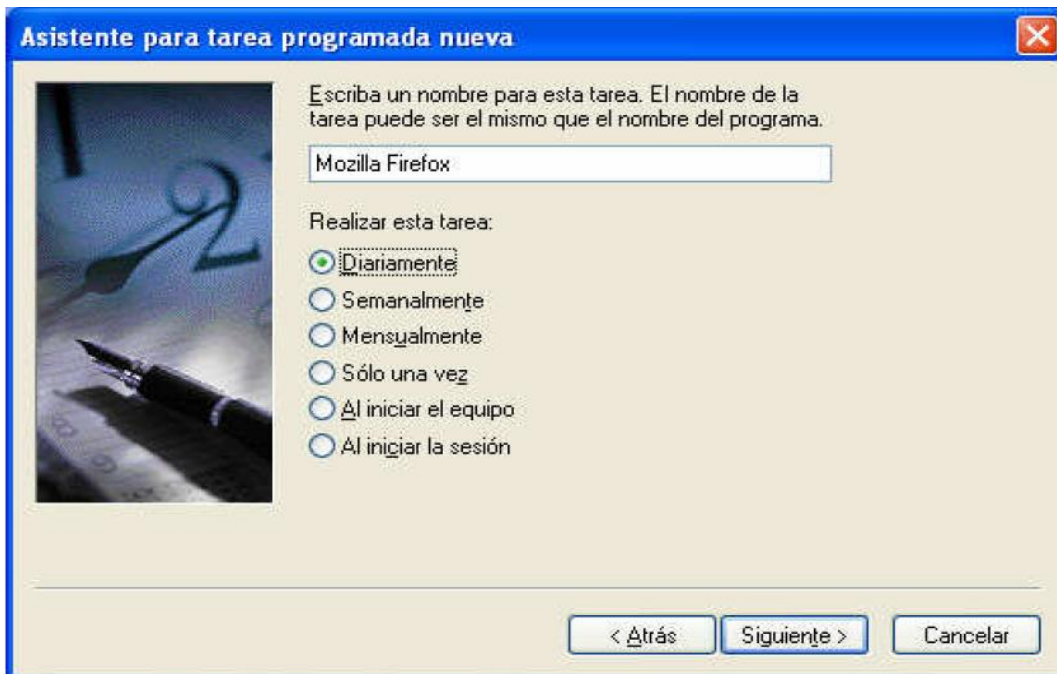 Asistente para tarea programada nueva
Escriba un nombre para esta tarea. El nombre de la
tarea puede ser el mismo que el nombre del programa.
Mozilla Firefox
Realizar esta tarea:
Diariamente
Semanalmente
Mensualmente
Sólo una vez
Al iniciar el equipo
Al iniciar la sesión
< Atrás
Siguiente >
Cancelar